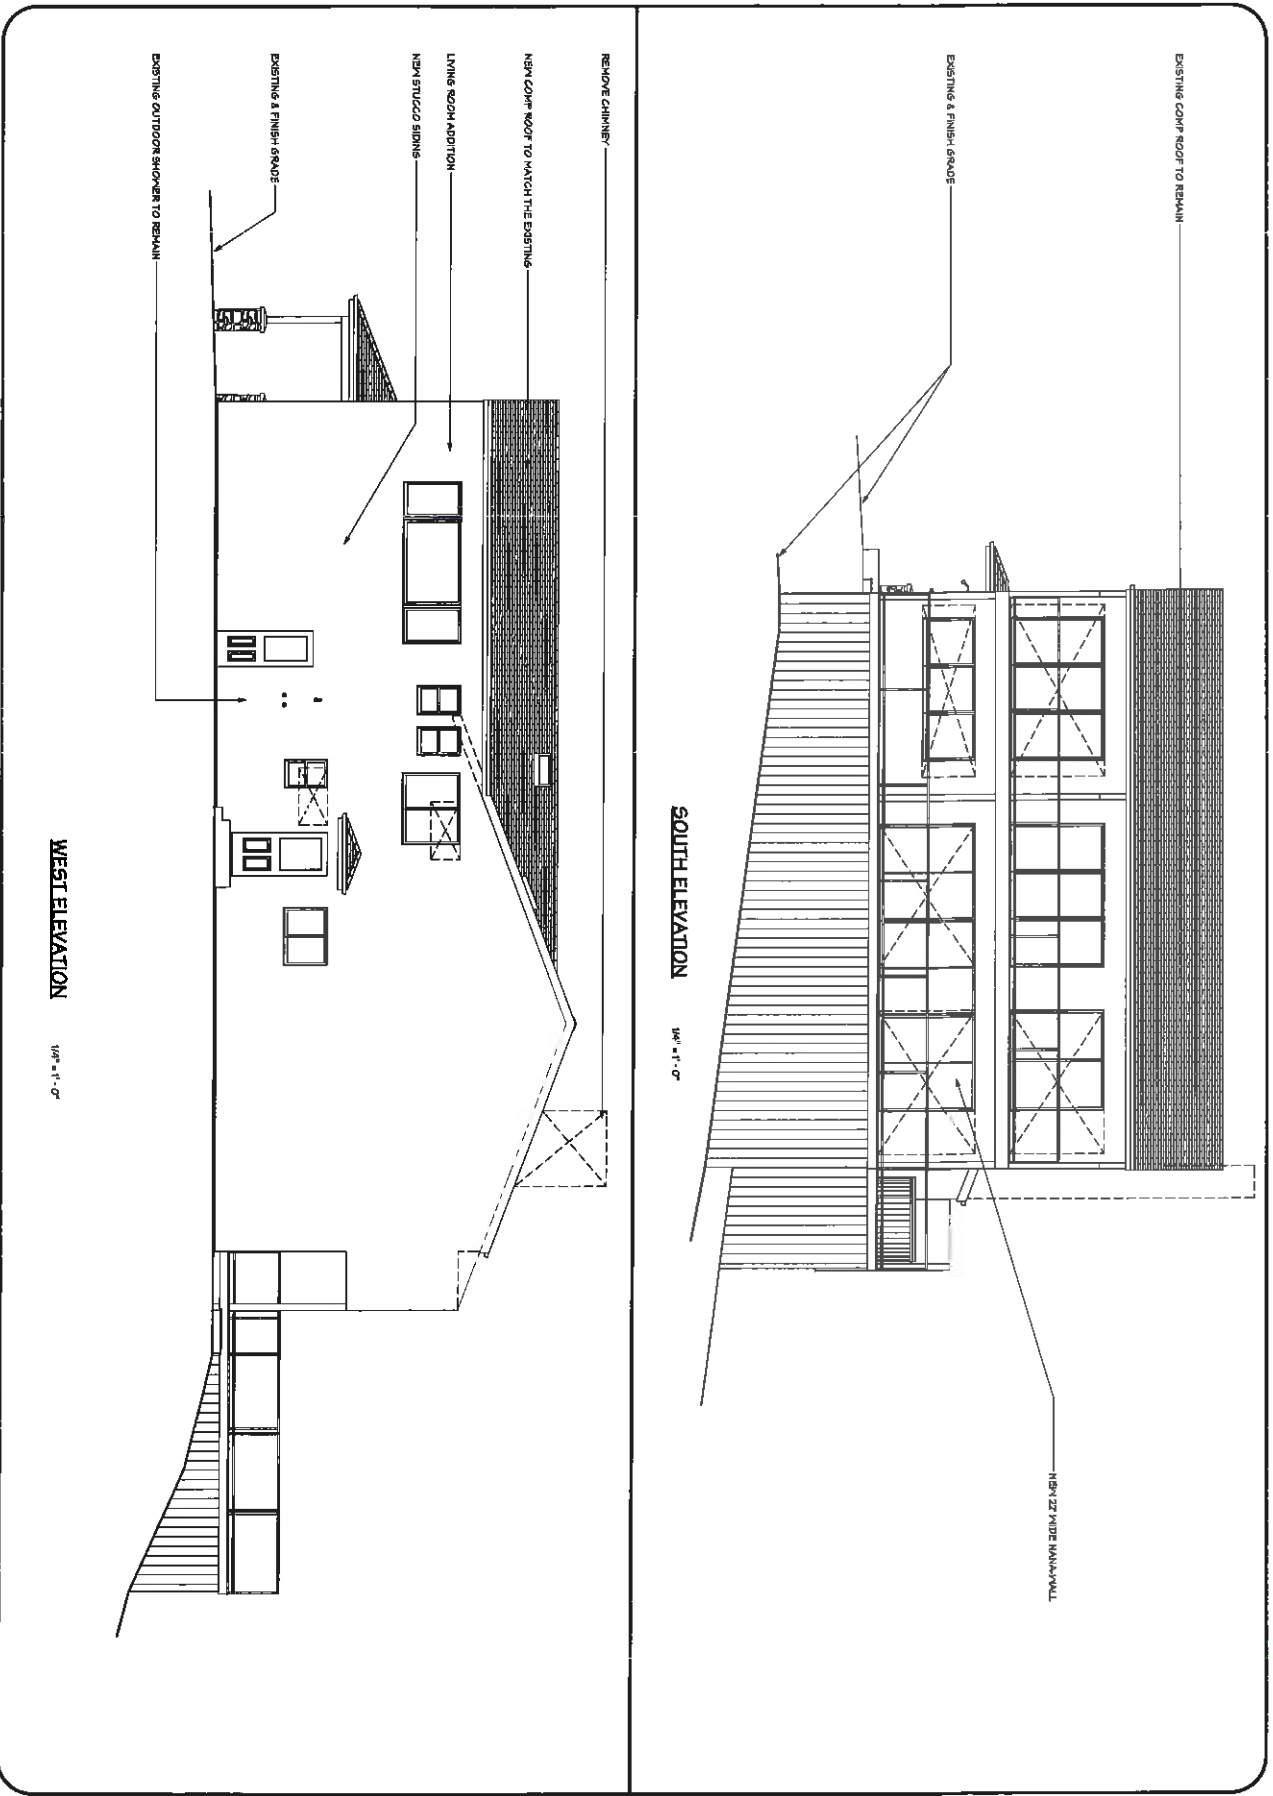 EXISTING COMP ROOF TO REMAIN
EXISTING & FINISH GRADE
NEW 22' WIDE NANAWALL
SOUTH ELEVATION
1/4" = 1' - 0"
REMOVE CHIMNEY
NEW COMP ROOF TO MATCH THE EXISTING
LIVING ROOM ADDITION
NEW STUCCO SIDING
EXISTING & FINISH GRADE
EXISTING OUTDOOR SHOWER TO REMAIN
WEST ELEVATION
1/4" = 1' - 0"